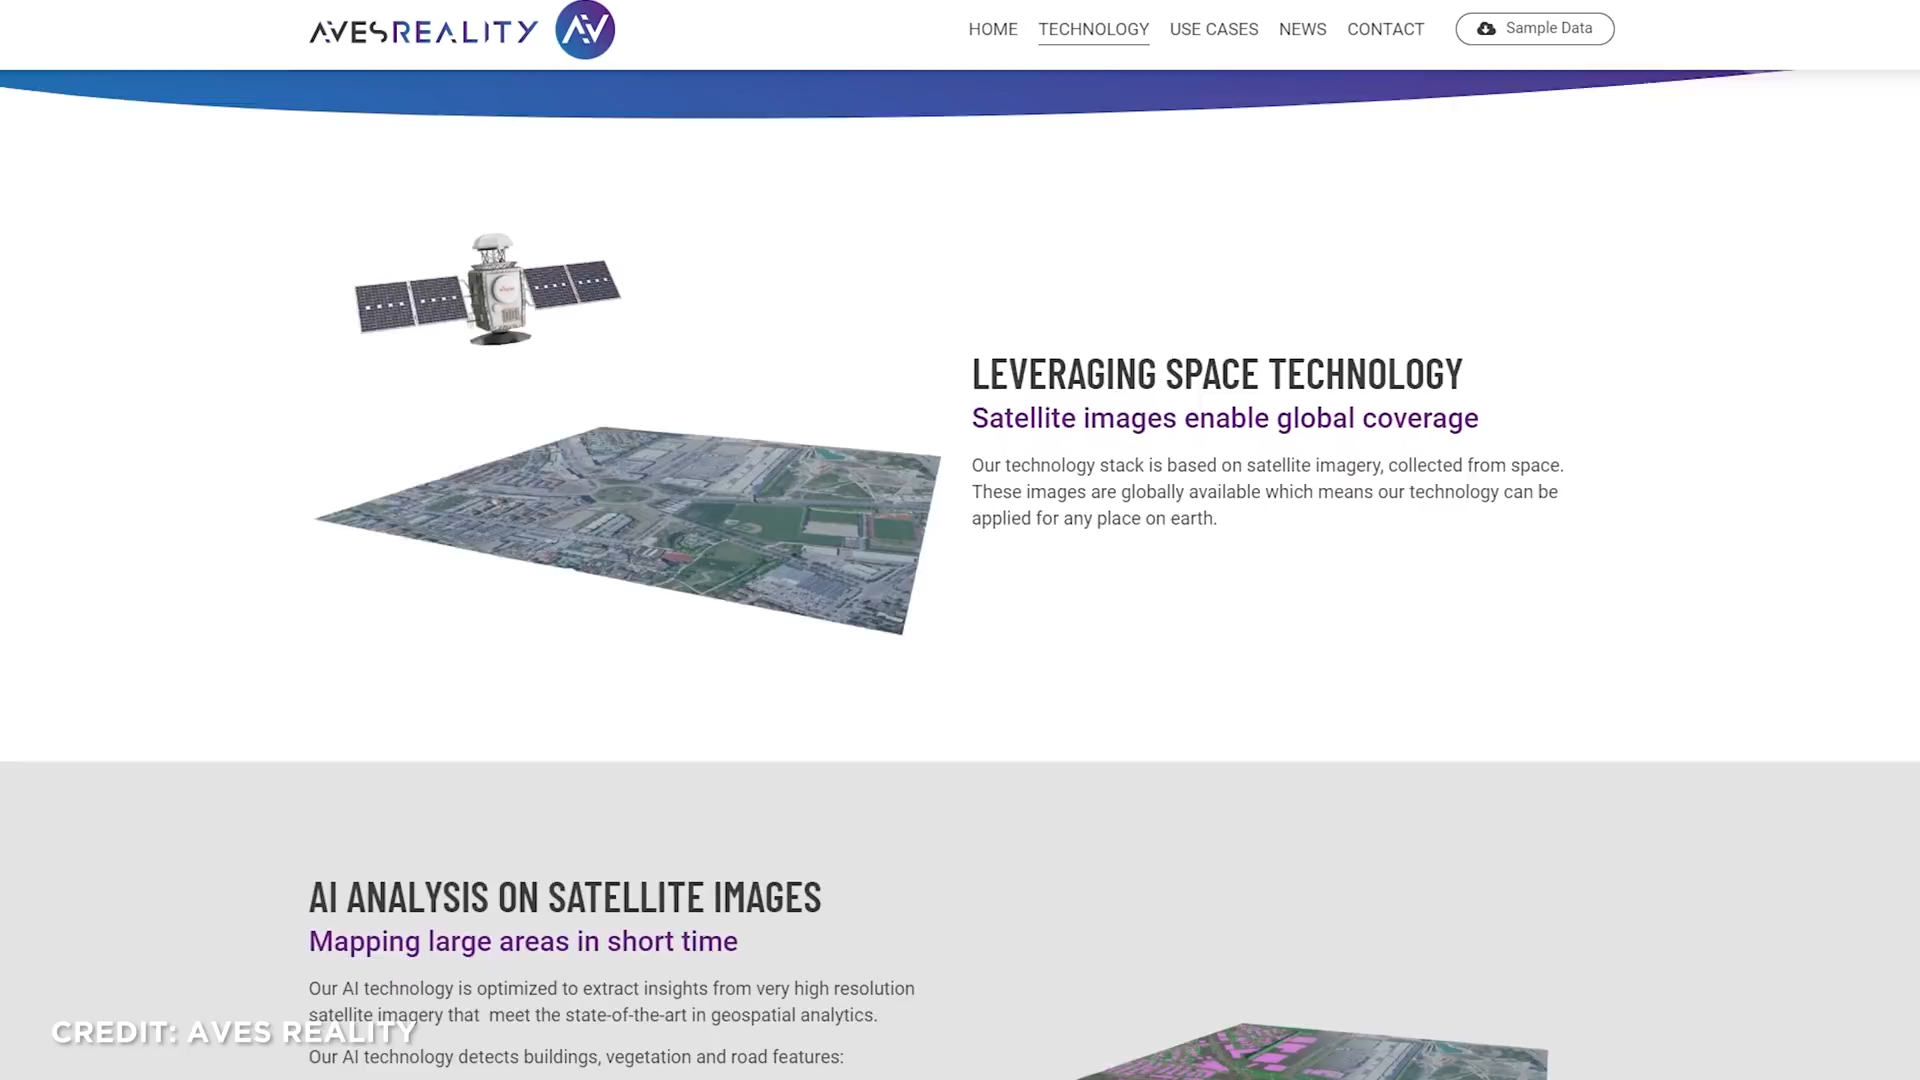 AVESREALITY AV
HOME TECHNOLOGY USE CASES NEWS CONTACT Sample Data
LEVERAGING SPACE TECHNOLOGY
Satellite images enable global coverage
Our technology stack is based on satellite imagery, collected from space.
These images are globally available which means our technology can be
applied for any place on earth.
AI ANALYSIS ON SATELLITE IMAGES
Mapping large areas in short time
Our AI technology is optimized to extract insights from very high resolution
satellite imagery that meet the state-of-the-art in geospatial analytics.
CREDIT: AVES REALITY
Our AI technology detects buildings, vegetation and road features: